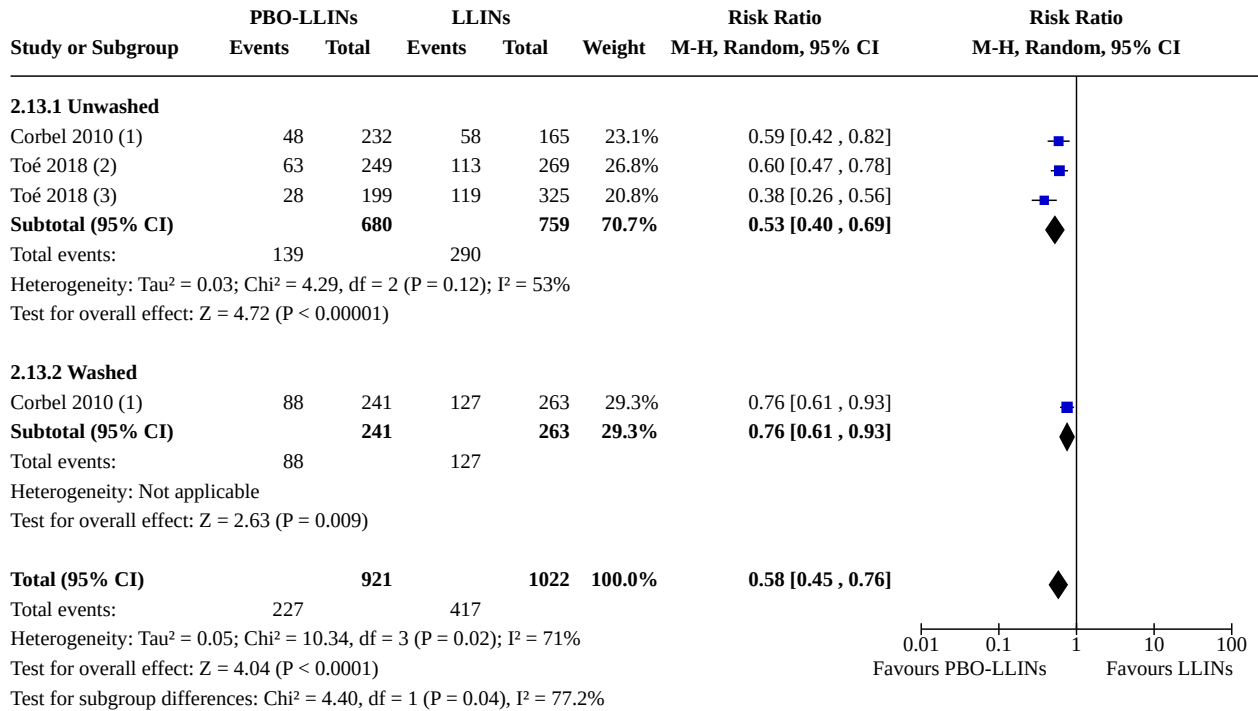 PBO-LLINs LLINs Risk Ratio Risk Ratio
Study or Subgroup Events Total Events Total Weight M-H, Random, 95% CI M-H, Random, 95% CI
2.13.1 Unwashed
Corbel 2010 (1) 48 232 58 165 23.1% 0.59 [0.42 , 0.82]
Toé 2018 (2) 63 249 113 269 26.8% 0.60 [0.47 , 0.78]
Toé 2018 (3) 28 199 119 325 20.8% 0.38 [0.26 , 0.56]
Subtotal (95% CI) 680 759 70.7% 0.53 [0.40 , 0.69]
Total events: 139 290
Heterogeneity: Tau² = 0.03; Chi² = 4.29, df = 2 (P = 0.12); I² = 53%
Test for overall effect: Z = 4.72 (P < 0.00001)
2.13.2 Washed
Corbel 2010 (1) 88 241 127 263 29.3% 0.76 [0.61 , 0.93]
Subtotal (95% CI) 241 263 29.3% 0.76 [0.61 , 0.93]
Total events: 88 127
Heterogeneity: Not applicable
Test for overall effect: Z = 2.63 (P = 0.009)
Total (95% CI) 921 1022 100.0% 0.58 [0.45 , 0.76]
Total events: 227 417
Heterogeneity: Tau² = 0.05; Chi² = 10.34, df = 3 (P = 0.02); I² = 71%
Test for overall effect: Z = 4.04 (P < 0.0001)
Test for subgroup differences: Chi² = 4.40, df = 1 (P = 0.04), I² = 77.2%
0.01 0.1 1 10 100
Favours PBO-LLINs Favours LLINs